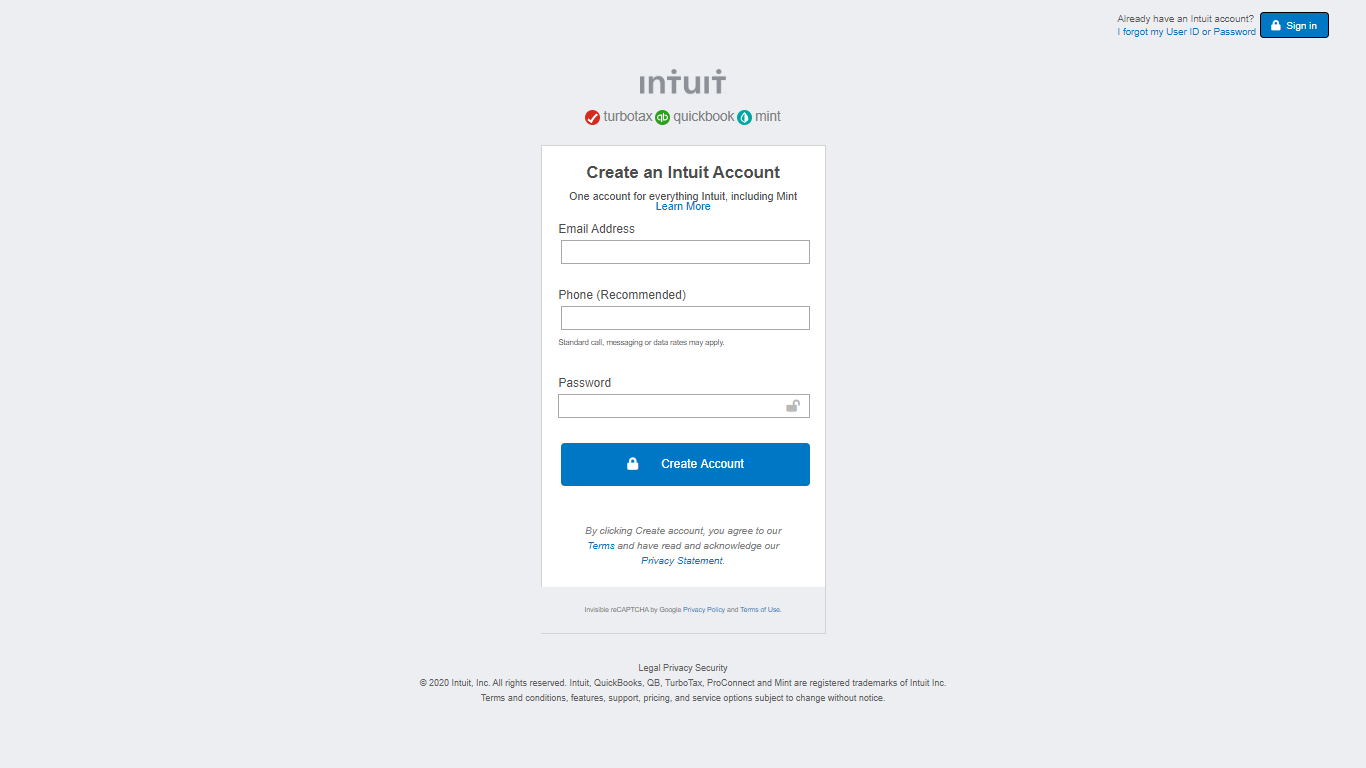 Already have an Intuit account?
I forgot my User ID or Password
Sign in
intuit
turbotax qb quickbook mint
Create an Intuit Account
One account for everything Intuit, including Mint
Learn More
Email Address
Phone (Recommended)
Standard call, messaging or data rates may apply.
Password
Create Account
By clicking Create account, you agree to our
Terms and have read and acknowledge our
Privacy Statement.
Invisible reCAPTCHA by Google Privacy Policy and Terms of Use.
Legal Privacy Security
© 2020 Intuit, Inc. All rights reserved. Intuit, QuickBooks, QB, TurboTax, ProConnect and Mint are registered trademarks of Intuit Inc.
Terms and conditions, features, support, pricing, and service options subject to change without notice.